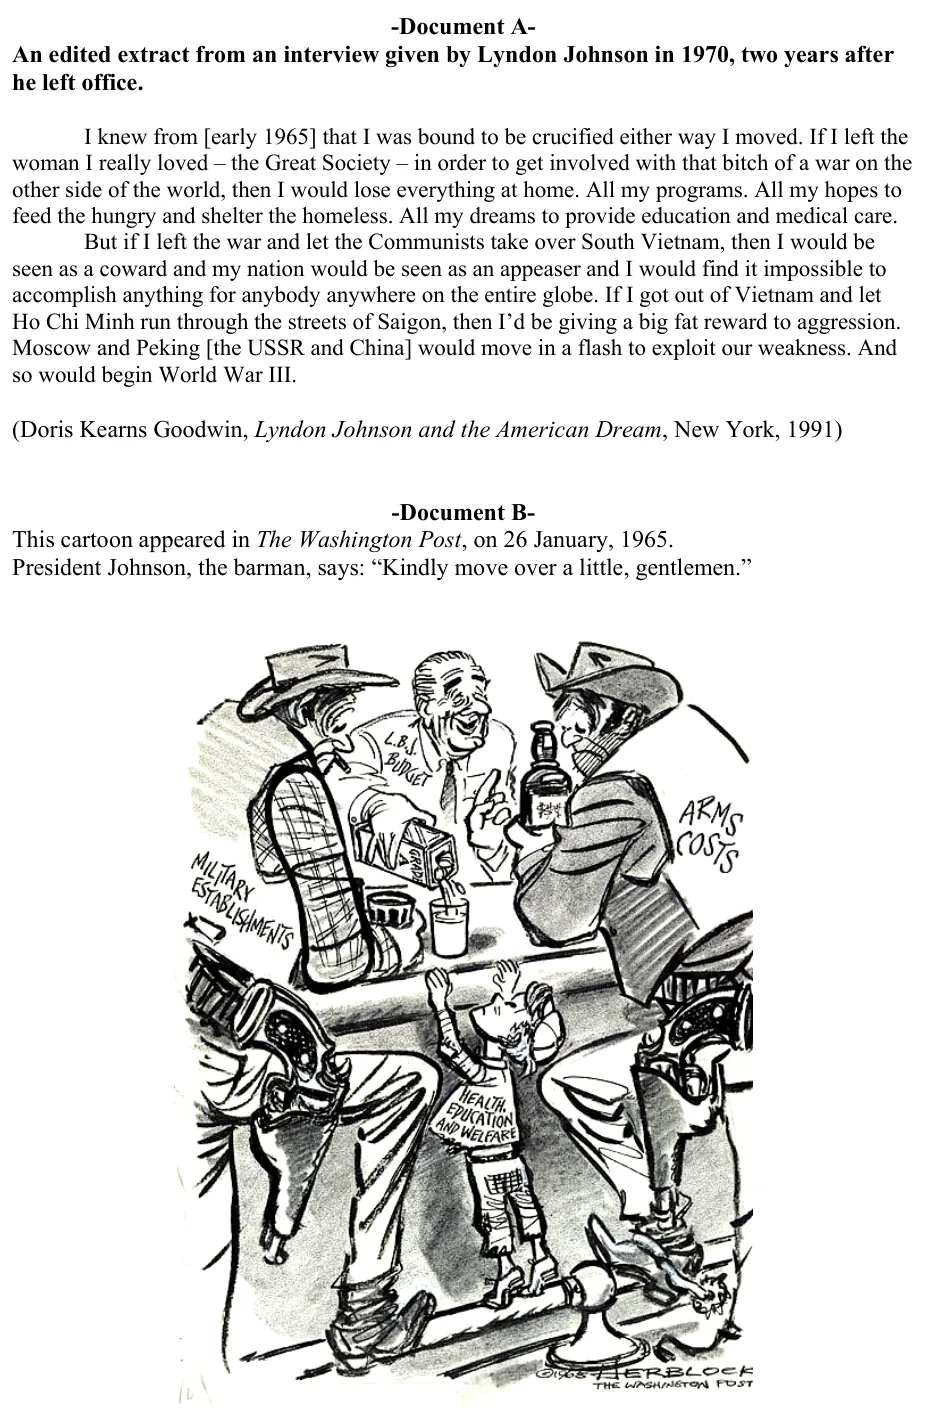 -Document A-
An edited extract from an interview given by Lyndon Johnson in 1970, two years after
he left office.
I knew from [early 1965] that I was bound to be crucified either way I moved. If I left the
woman I really loved – the Great Society – in order to get involved with that bitch of a war on the
other side of the world, then I would lose everything at home. All my programs. All my hopes to
feed the hungry and shelter the homeless. All my dreams to provide education and medical care.
But if I left the war and let the Communists take over South Vietnam, then I would be
seen as a coward and my nation would be seen as an appeaser and I would find it impossible to
accomplish anything for anybody anywhere on the entire globe. If I got out of Vietnam and let
Ho Chi Minh run through the streets of Saigon, then I’d be giving a big fat reward to aggression.
Moscow and Peking [the USSR and China] would move in a flash to exploit our weakness. And
so would begin World War III.
(Doris Kearns Goodwin, Lyndon Johnson and the American Dream, New York, 1991)
-Document B-
This cartoon appeared in The Washington Post, on 26 January, 1965.
President Johnson, the barman, says: “Kindly move over a little, gentlemen.”
L.B.J.
BUDGET
GRADE
A
$$$
ARMS
COSTS
MILITARY
ESTABLISHMENTS
HEALTH,
EDUCATION
AND WELFARE
©1965 HERBLOCK
THE WASHINGTON POST